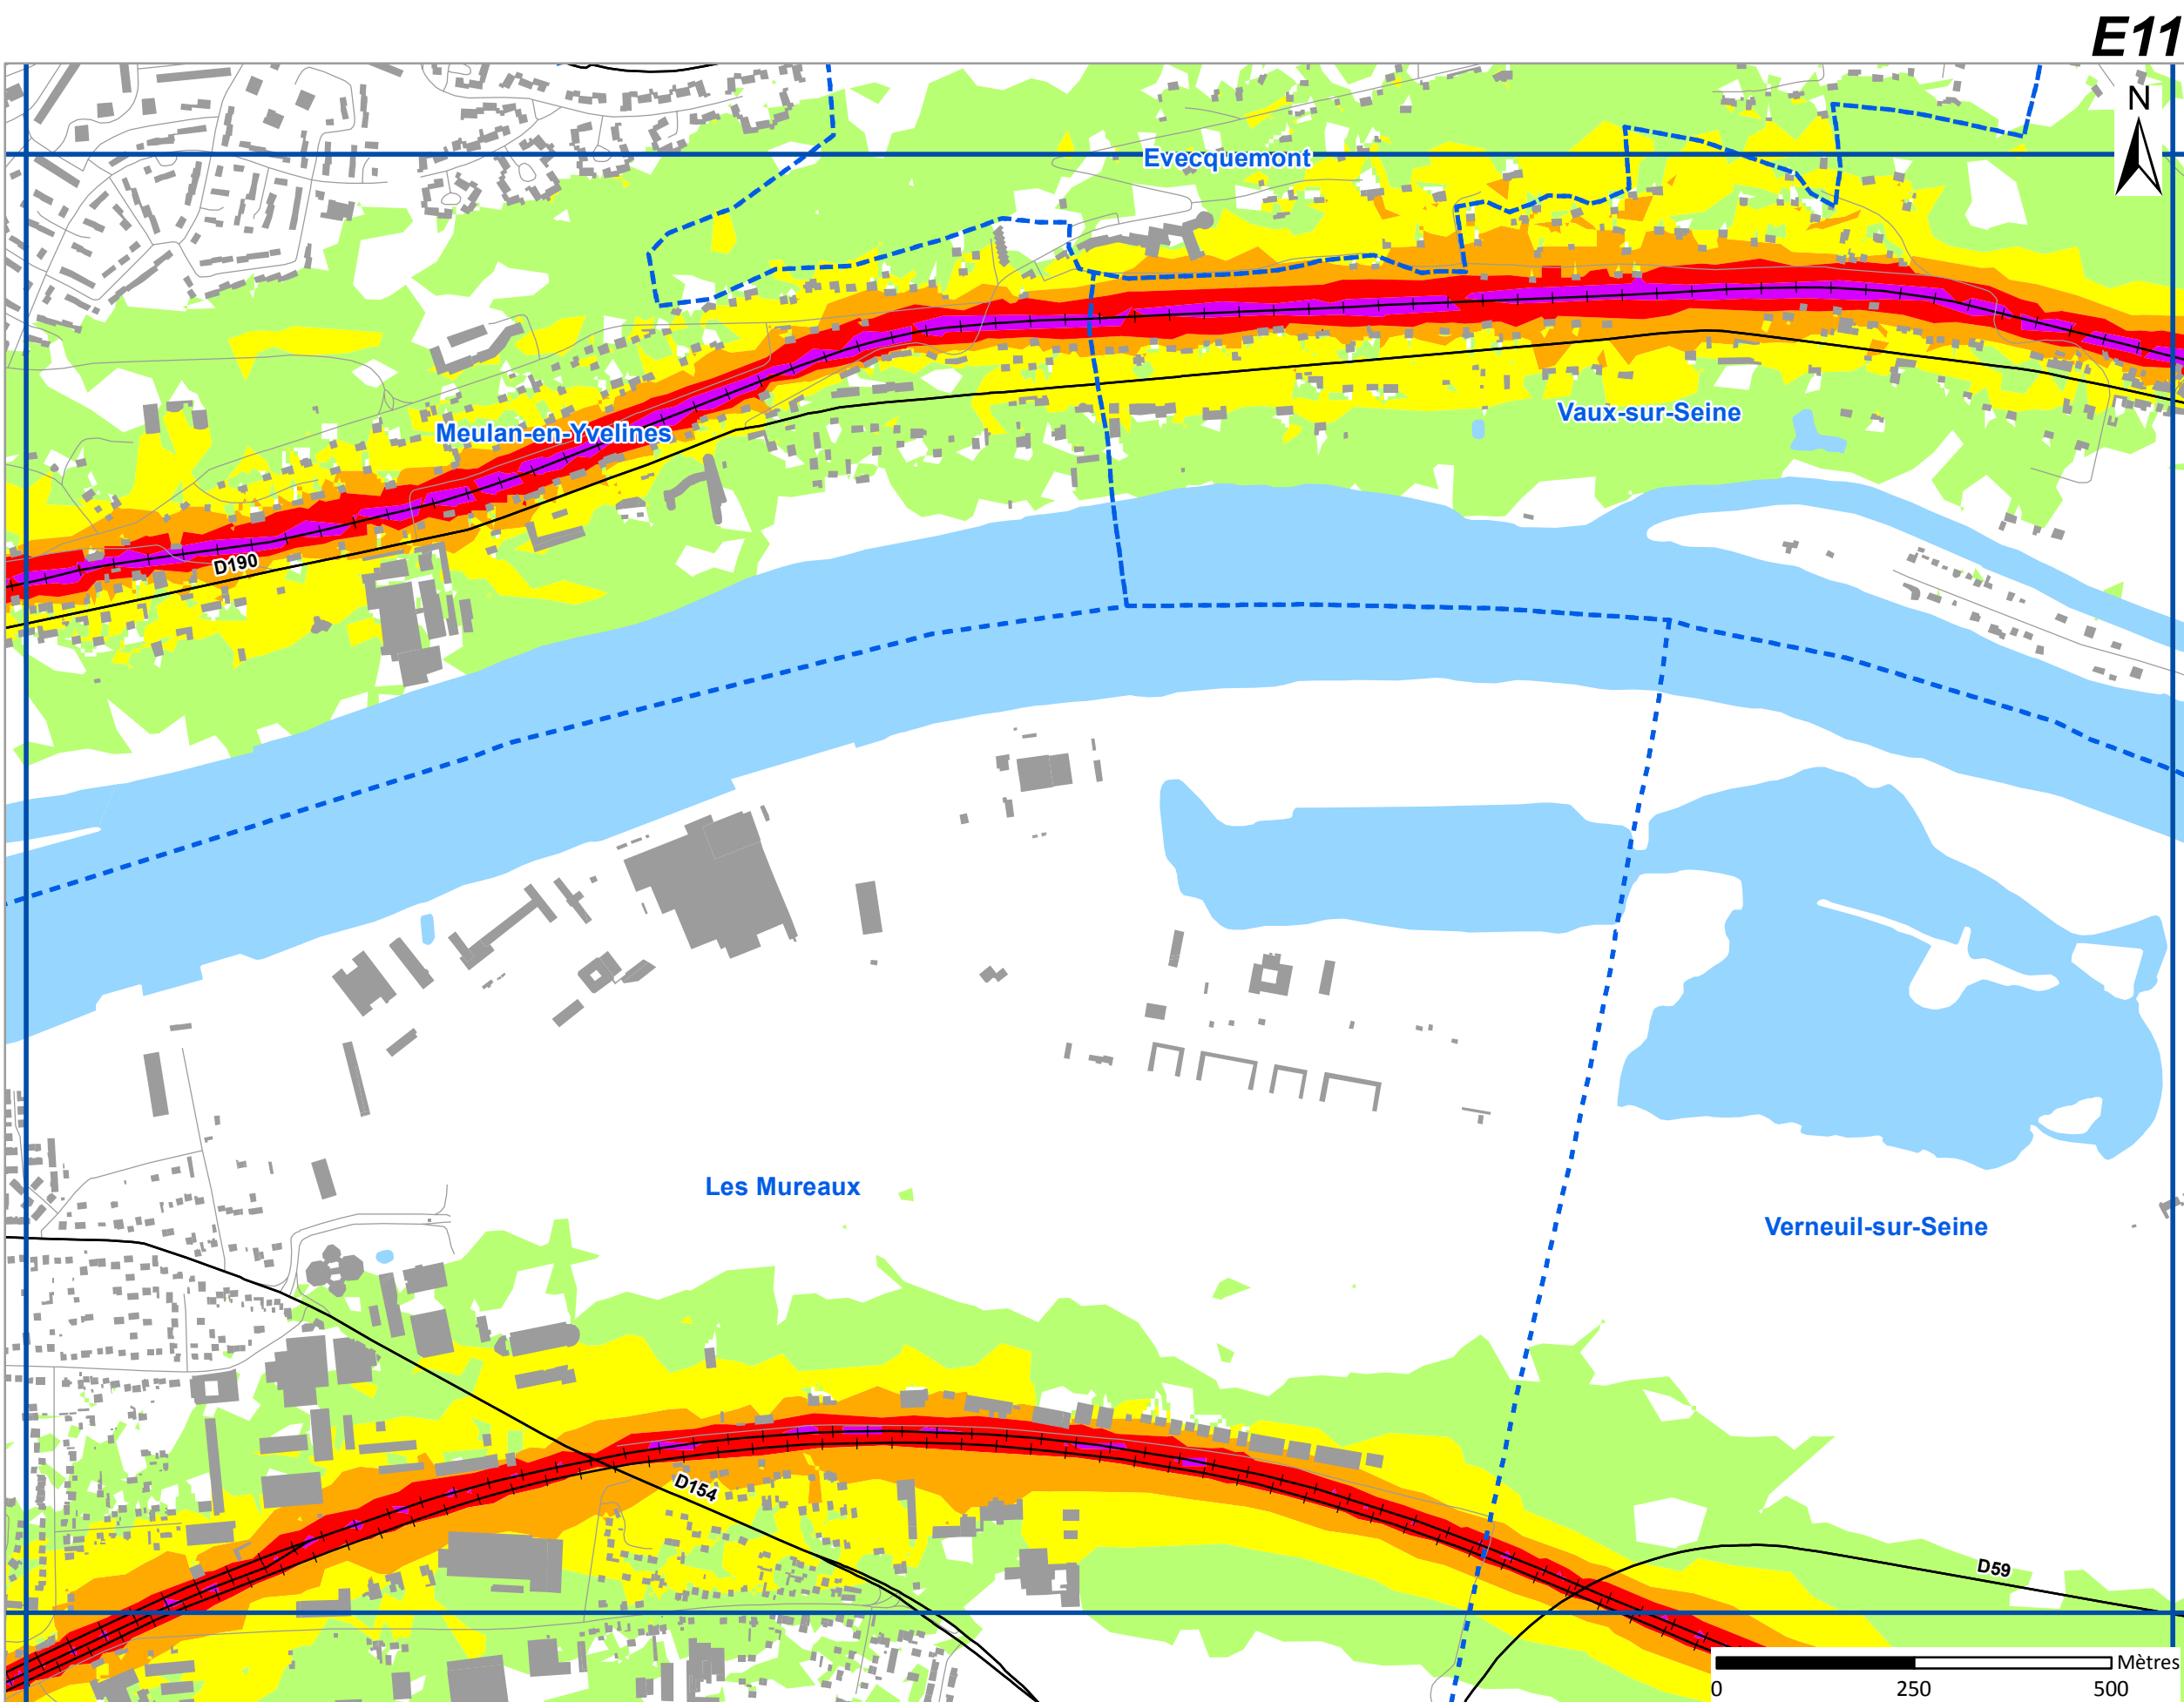 E11
N
Evecquemont
Vaux-sur-Seine
Meulan-en-Yvelines
D190
Les Mureaux
Verneuil-sur-Seine
D154
D59
Mètres
0 250 500